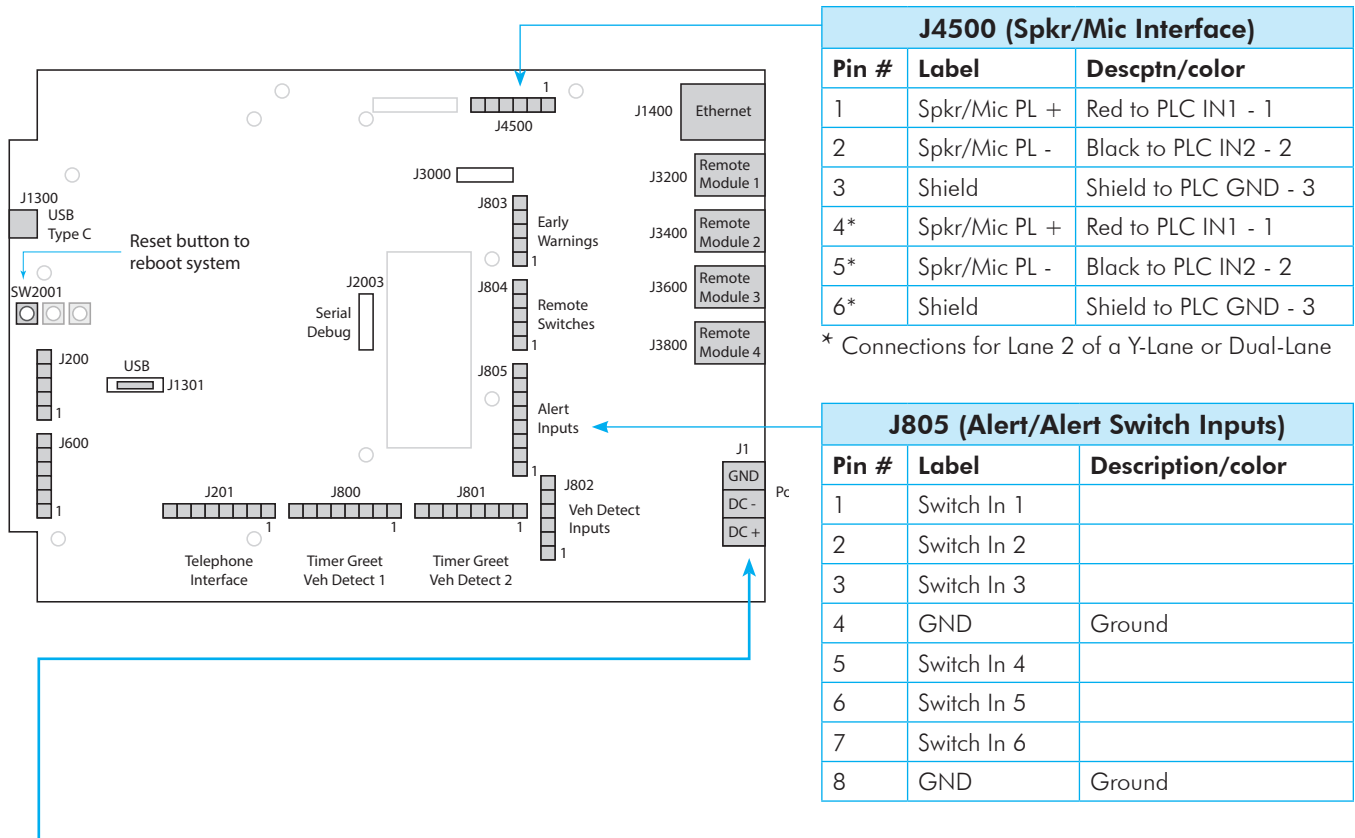 J4500 (Spkr/Mic Interface)
Pin # Label Descptn/color
1 Spkr/Mic PL + Red to PLC IN1 - 1
2 Spkr/Mic PL - Black to PLC IN2 - 2
3 Shield Shield to PLC GND - 3
4* Spkr/Mic PL + Red to PLC IN1 - 1
5* Spkr/Mic PL - Black to PLC IN2 - 2
6* Shield Shield to PLC GND - 3
* Connections for Lane 2 of a Y-Lane or Dual-Lane
J805 (Alert/Alert Switch Inputs)
Pin # Label Description/color
1 Switch In 1
2 Switch In 2
3 Switch In 3
4 GND Ground
5 Switch In 4
6 Switch In 5
7 Switch In 6
8 GND Ground
1
J4500
J1400
Ethernet
J3000
J3200
Remote
Module 1
J803
Early
Warnings
1
J3400
Remote
Module 2
J1300
USB
Type C
Reset button to
reboot system
SW2001
J2003
Serial
Debug
J804
Remote
Switches
1
J3600
Remote
Module 3
J3800
Remote
Module 4
J200
1
USB
J1301
J805
Alert
Inputs
1
J600
1
J1
GND
DC -
DC +
Po
J201
1
Telephone
Interface
J800
1
Timer Greet
Veh Detect 1
J801
1
Timer Greet
Veh Detect 2
J802
Veh Detect
Inputs
1